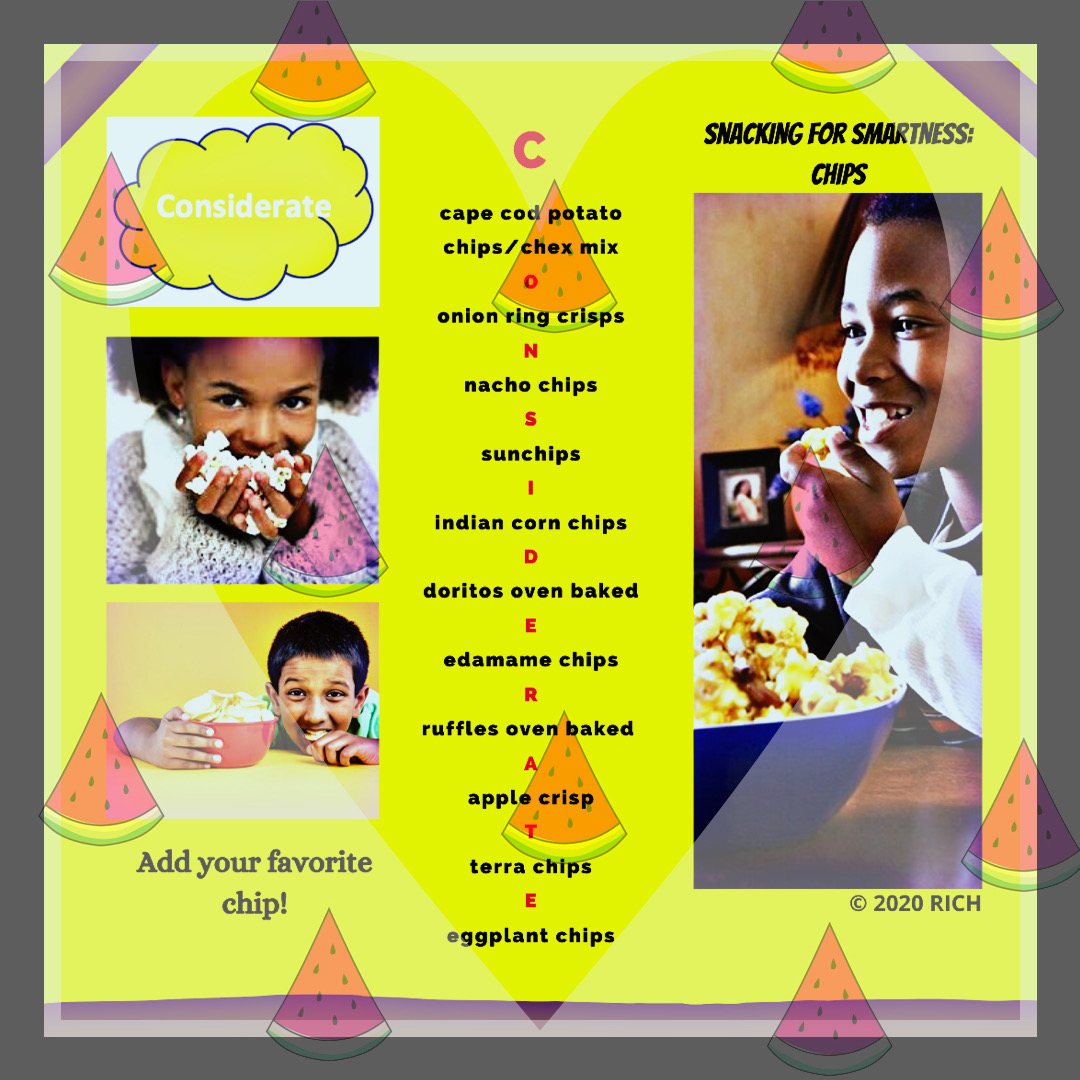 Considerate
Add your favorite
chip!
C
cape cod potato
chips/chex mix
O
onion ring crisps
N
nacho chips
S
sunchips
I
indian corn chips
D
doritos oven baked
E
edamame chips
R
ruffles oven baked
A
apple crisp
T
terra chips
E
eggplant chips
SNACKING FOR SMARTNESS:
CHIPS
© 2020 RICH